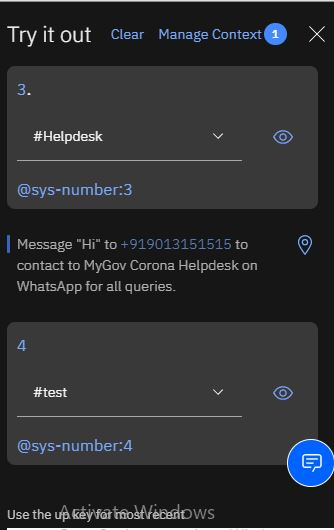 Try it out Clear Manage Context 1
3.
#Helpdesk
@sys-number:3
Message "Hi" to +919013151515 to
contact to MyGov Corona Helpdesk on
WhatsApp for all queries.
4
#test
@sys-number:4
Activate Windows
Use the up key for most recent